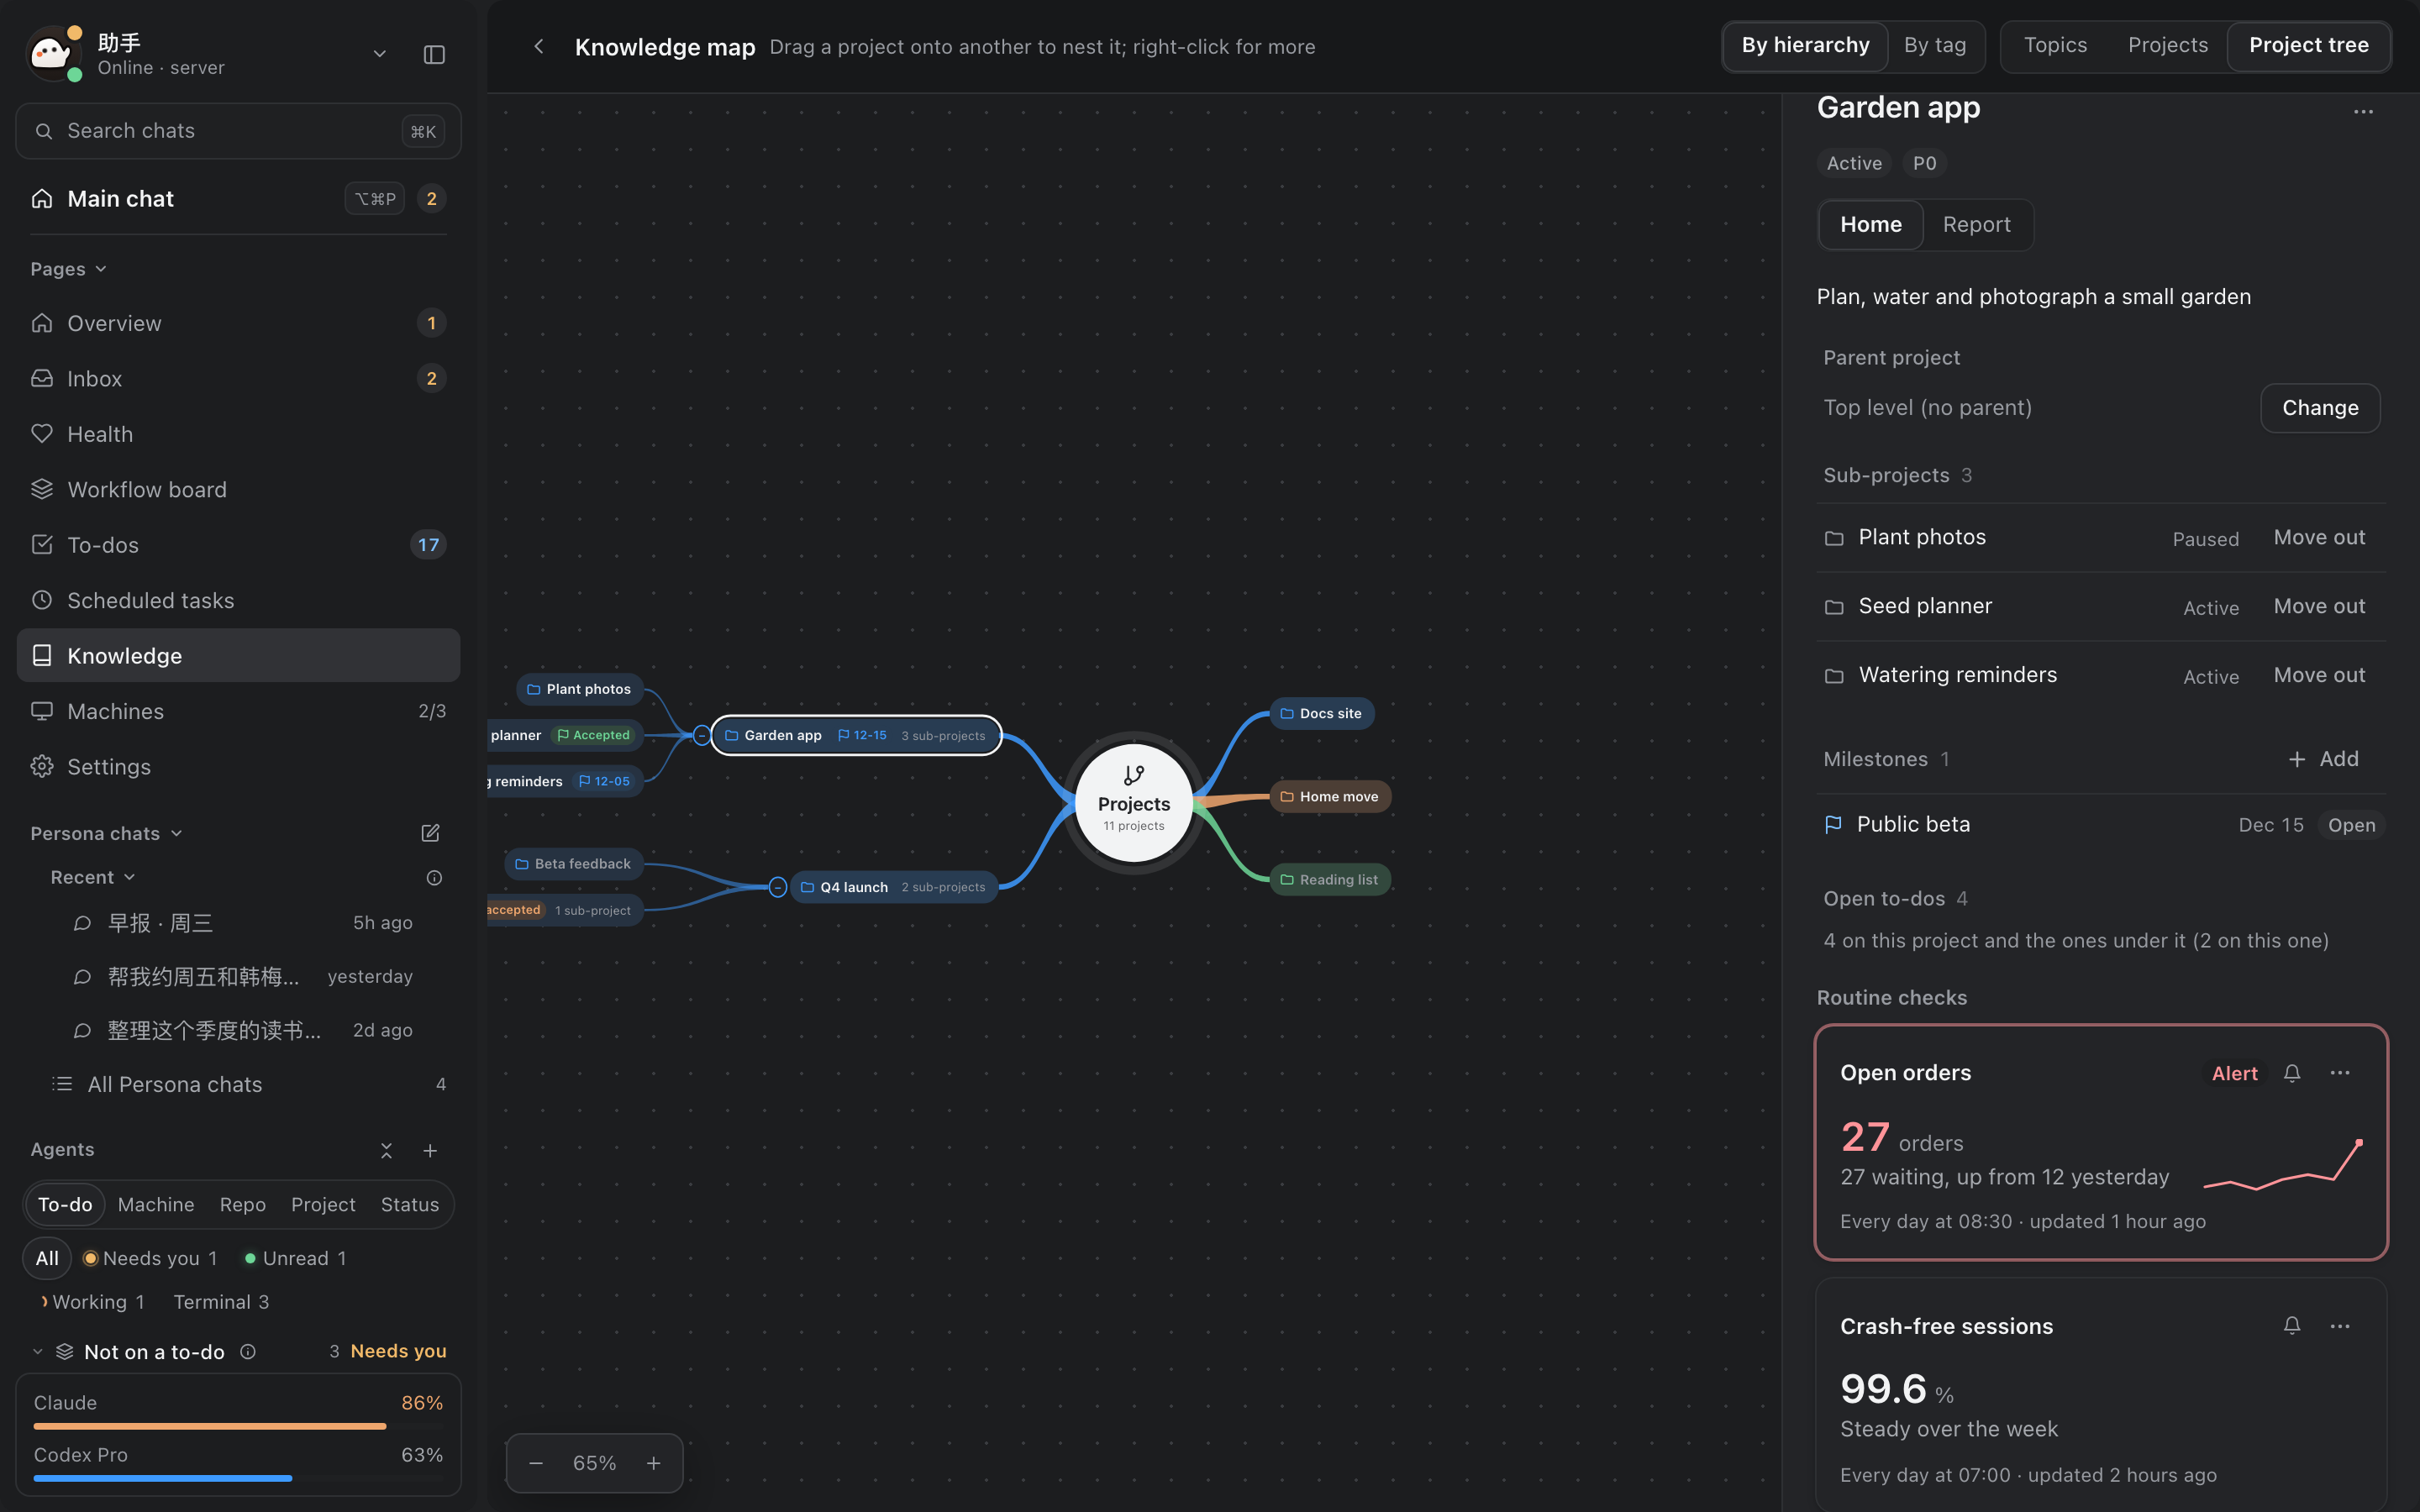 助手
Online · server
Search chats ⌘K
Main chat ⌥⌘P 2
Pages
Overview 1
Inbox 2
Health
Workflow board
To-dos 17
Scheduled tasks
Knowledge
Machines 2/3
Settings
Persona chats
Recent
早报 · 周三 5h ago
帮我约周五和韩梅... yesterday
整理这个季度的读书... 2d ago
All Persona chats 4
Agents
To-do Machine Repo Project Status
All Needs you 1 Unread 1
Working 1 Terminal 3
Not on a to-do 3 Needs you
Claude 86%
Codex Pro 63%
Knowledge map Drag a project onto another to nest it; right-click for more
By hierarchy By tag Topics Projects Project tree
Plant photos
planner Accepted
Garden app 12-15 3 sub-projects
g reminders 12-05
Beta feedback
Q4 launch 2 sub-projects
accepted 1 sub-project
Projects
11 projects
Docs site
Home move
Reading list
65%
Garden app
Active P0
Home Report
Plan, water and photograph a small garden
Parent project
Top level (no parent) Change
Sub-projects 3
Plant photos Paused Move out
Seed planner Active Move out
Watering reminders Active Move out
Milestones 1 + Add
Public beta Dec 15 Open
Open to-dos 4
4 on this project and the ones under it (2 on this one)
Routine checks
Open orders Alert
27 orders
27 waiting, up from 12 yesterday
Every day at 08:30 · updated 1 hour ago
Crash-free sessions
99.6 %
Steady over the week
Every day at 07:00 · updated 2 hours ago